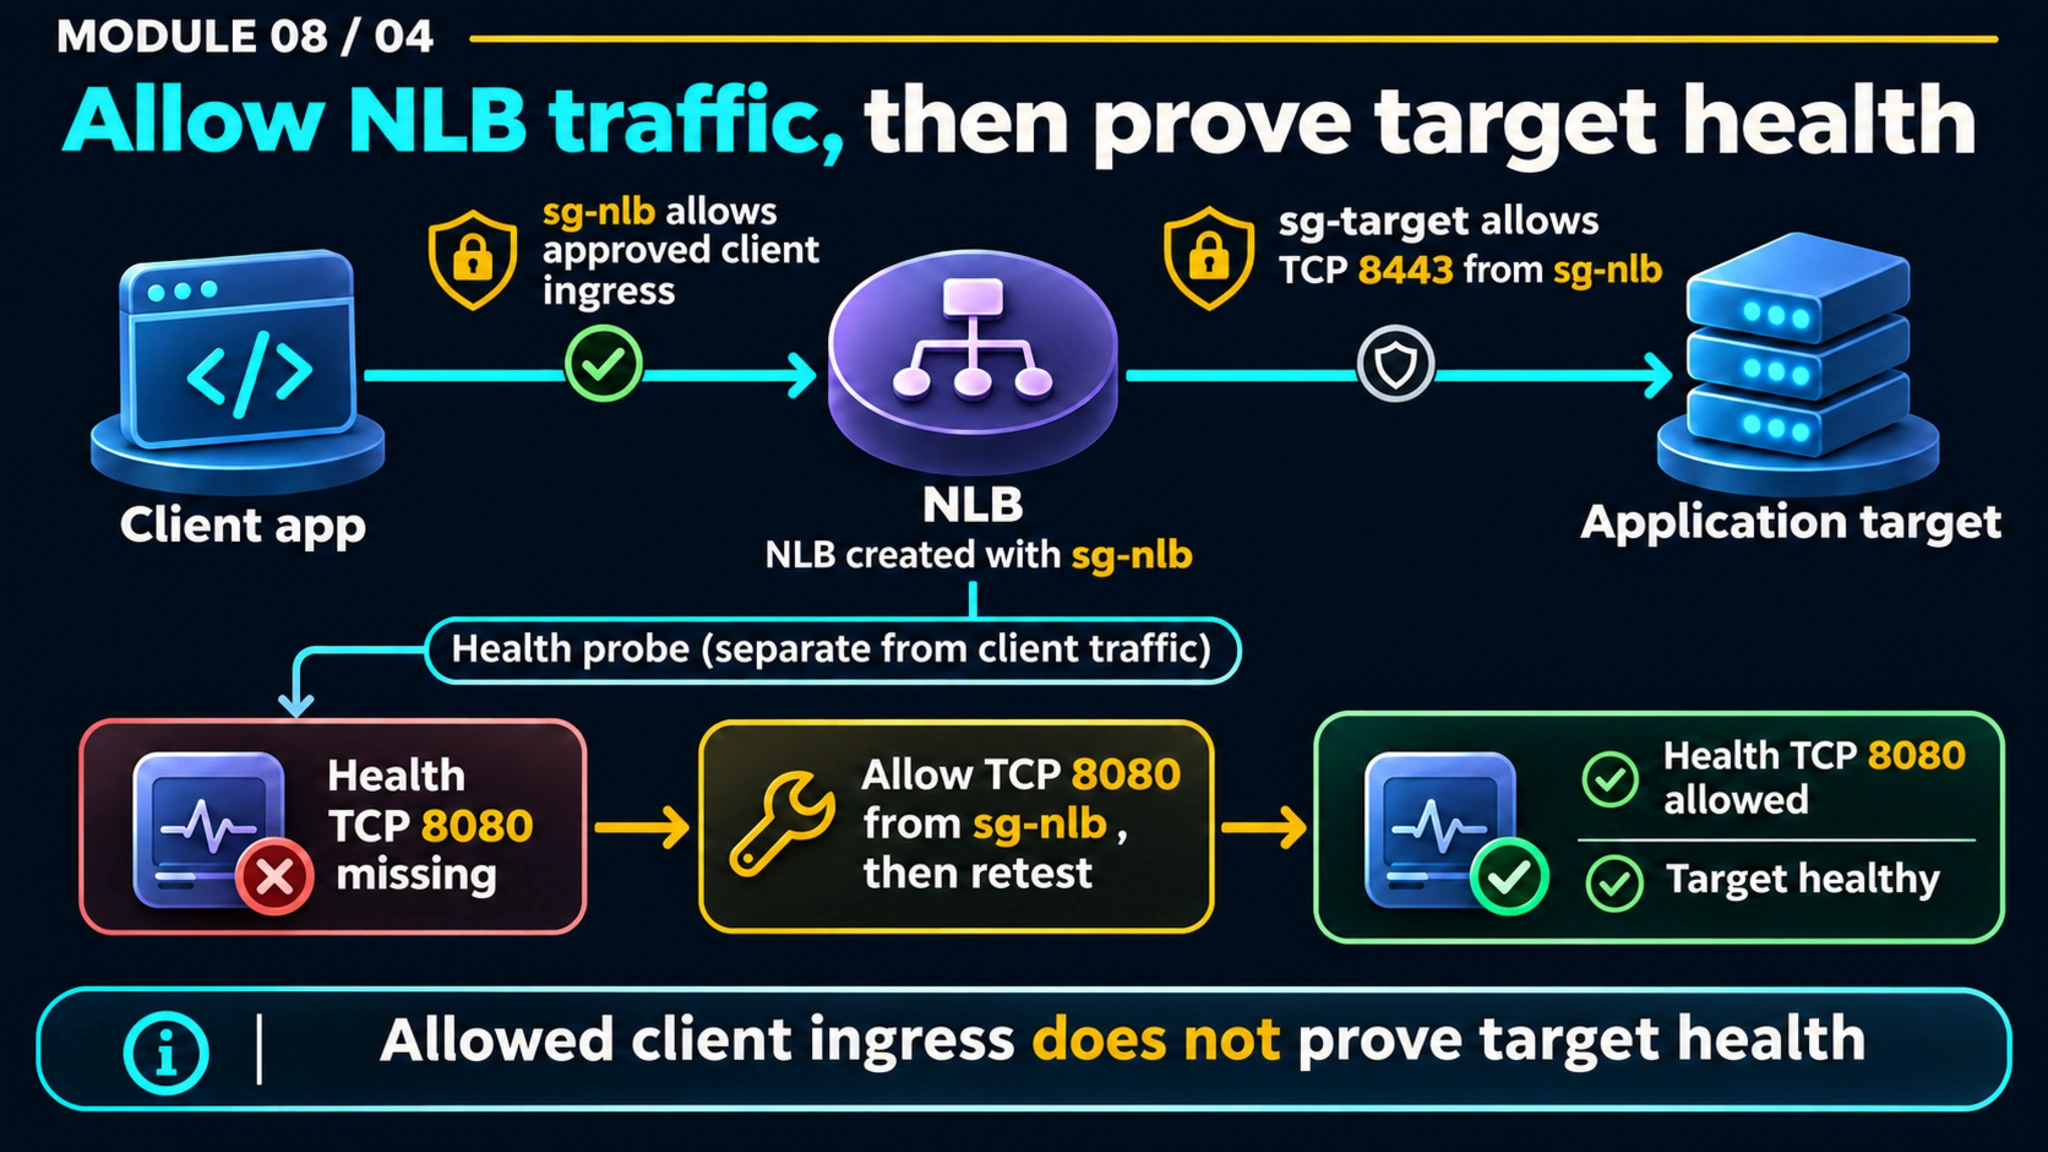 MODULE 08 / 04
Allow NLB traffic, then prove target health
sg-nlb allows
approved client
ingress
sg-target allows
TCP 8443 from sg-nlb
Client app
NLB
NLB created with sg-nlb
Application target
Health probe (separate from client traffic)
Health
TCP 8080
missing
Allow TCP 8080
from sg-nlb ,
then retest
Health TCP 8080
allowed
Target healthy
Allowed client ingress does not prove target health